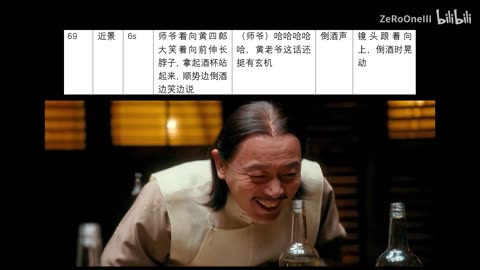 ZeRoOneIII bilibili
69 近景 6s 师爷看向黄四郎 (师爷)哈哈哈哈 倒酒声 镜头跟着向
大笑着向前伸长 哈，黄老爷这话还 上，倒酒时晃
脖子，拿起酒杯站 挺有玄机 动
起来，顺势边倒酒
边笑边说